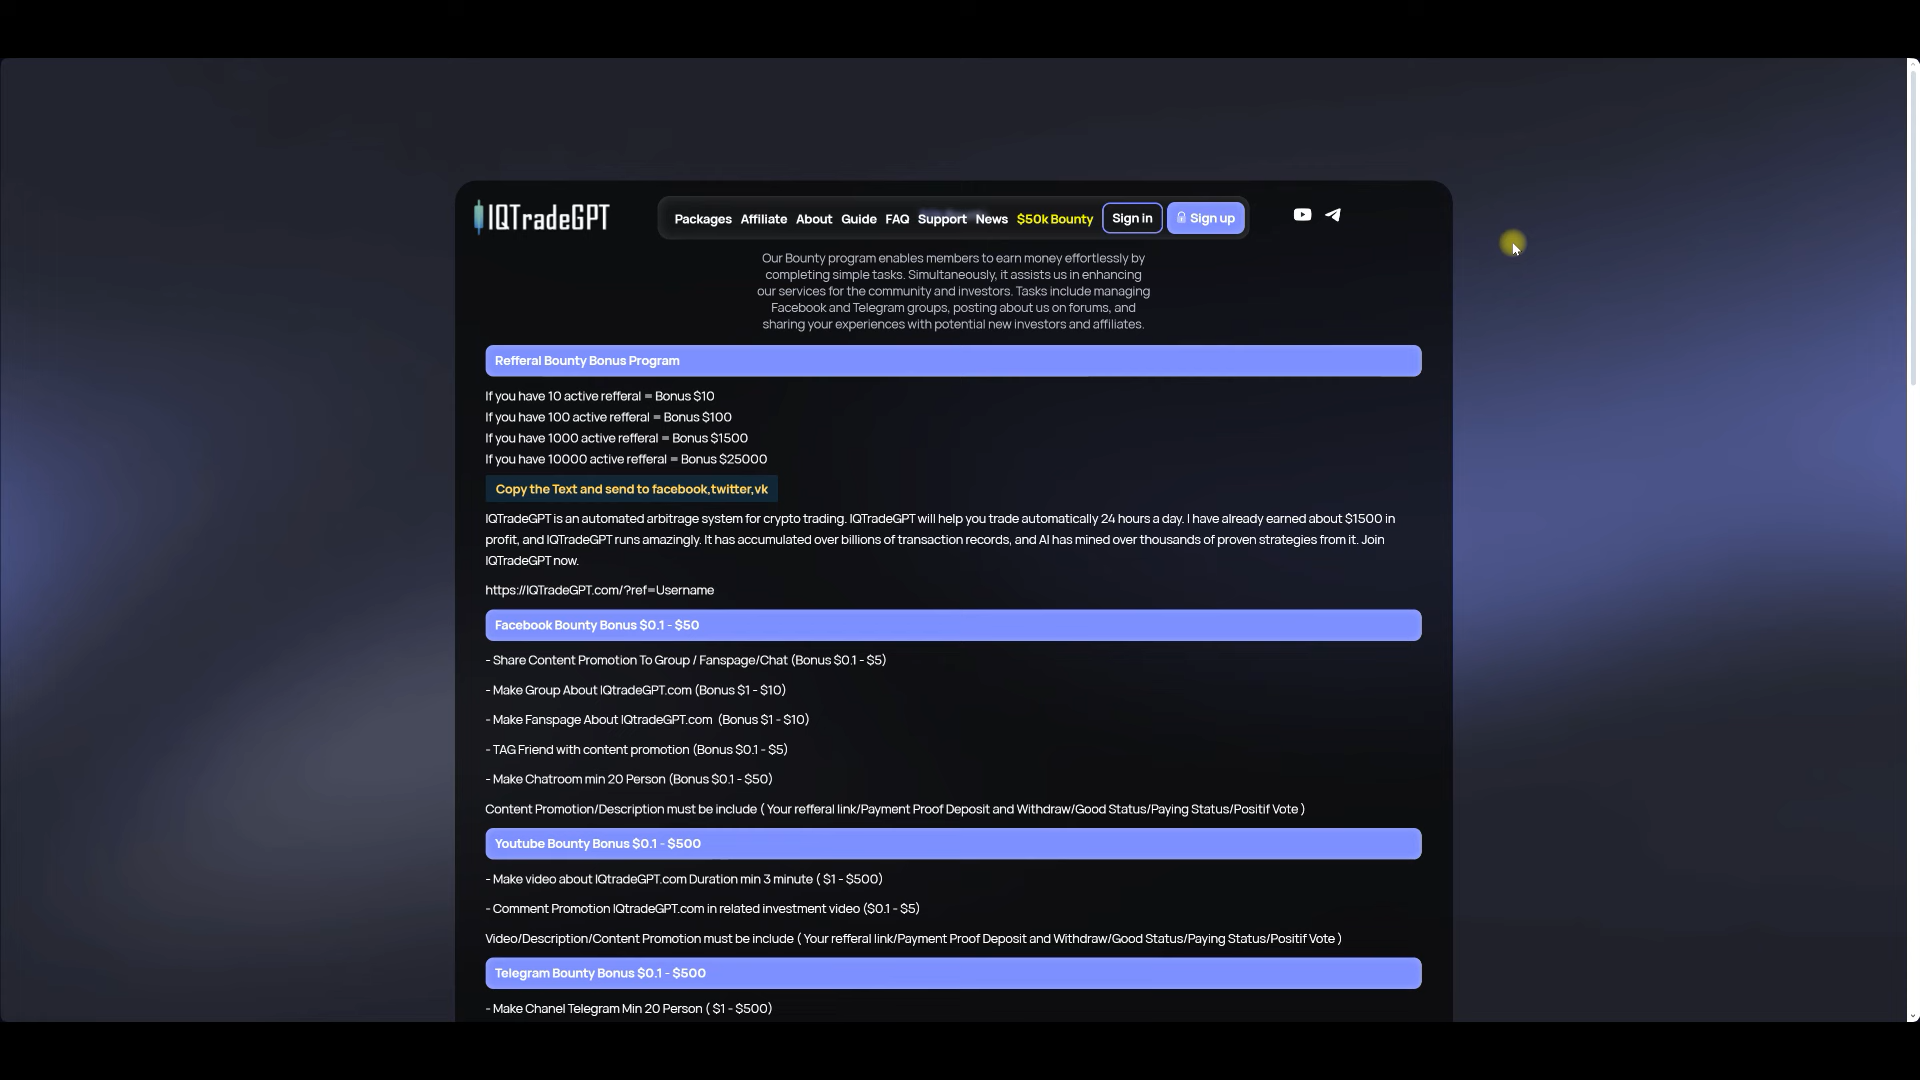 IQTradeGPT
Packages Affiliate About Guide FAQ Support News $50k Bounty Sign in Sign up
Our Bounty program enables members to earn money effortlessly by
completing simple tasks. Simultaneously, it assists us in enhancing
our services for the community and investors. Tasks include managing
Facebook and Telegram groups, posting about us on forums, and
sharing your experiences with potential new investors and affiliates.
Refferal Bounty Bonus Program
If you have 10 active refferal = Bonus $10
If you have 100 active refferal = Bonus $100
If you have 1000 active refferal = Bonus $1500
If you have 10000 active refferal = Bonus $25000
Copy the Text and send to facebook,twitter,vk
IQTradeGPT is an automated arbitrage system for crypto trading. IQTradeGPT will help you trade automatically 24 hours a day. I have already earned about $1500 in
profit, and IQTradeGPT runs amazingly. It has accumulated over billions of transaction records, and AI has mined over thousands of proven strategies from it. Join
IQTradeGPT now.
https://IQTradeGPT.com/?ref=Username
Facebook Bounty Bonus $0.1 - $50
- Share Content Promotion To Group / Fanspage/Chat (Bonus $0.1 - $5)
- Make Group About IQtradeGPT.com (Bonus $1 - $10)
- Make Fanspage About IQtradeGPT.com (Bonus $1 - $10)
- TAG Friend with content promotion (Bonus $0.1 - $5)
- Make Chatroom min 20 Person (Bonus $0.1 - $50)
Content Promotion/Description must be include ( Your refferal link/Payment Proof Deposit and Withdraw/Good Status/Paying Status/Positif Vote )
Youtube Bounty Bonus $0.1 - $500
- Make video about IQtradeGPT.com Duration min 3 minute ( $1 - $500)
- Comment Promotion IQtradeGPT.com in related investment video ($0.1 - $5)
Video/Description/Content Promotion must be include ( Your refferal link/Payment Proof Deposit and Withdraw/Good Status/Paying Status/Positif Vote )
Telegram Bounty Bonus $0.1 - $500
- Make Chanel Telegram Min 20 Person ( $1 - $500)